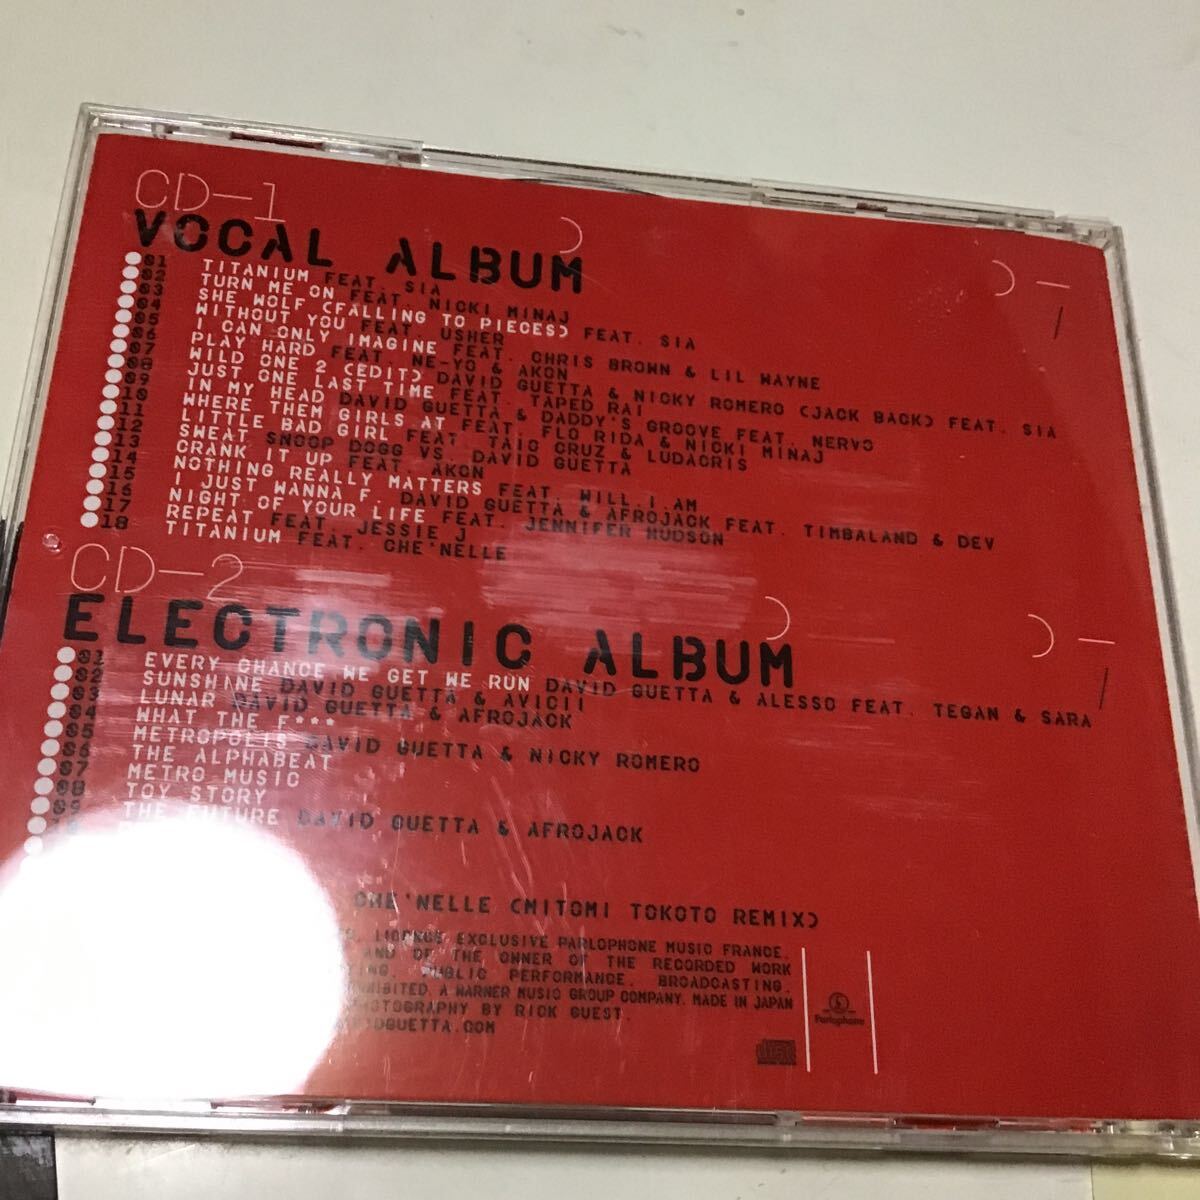 CD-1
VOCAL ALBUM
01 TITANIUM FEAT. SIA
02 TURN ME ON FEAT. NICKI MINAJ
03 SHE WOLF (FALLING TO PIECES) FEAT. SIA
04 WITHOUT YOU FEAT. USHER
05 I CAN ONLY IMAGINE FEAT. CHRIS BROWN & LIL WAYNE
06 PLAY HARD FEAT. NE-YO & AKON
07 WILD ONE 2 (EDIT) DAVID GUETTA & NICKY ROMERO (JACK BACK) FEAT. SIA
08 JUST ONE LAST TIME FEAT. TAPED RAI
09 IN MY HEAD DAVID GUETTA & DADDY'S GROOVE FEAT. NERVO
10 WHERE THEM GIRLS AT FEAT. FLO RIDA & NICKI MINAJ
11 LITTLE BAD GIRL FEAT. TAIO CRUZ & LUDACRIS
12 SWEAT SNOOP DOGG VS. DAVID GUETTA
13 CRANK IT UP FEAT. AKON
14 NOTHING REALLY MATTERS FEAT. WILL.I.AM
15 I JUST WANNA F. DAVID GUETTA & AFROJACK FEAT. TIMBALAND & DEV
16 NIGHT OF YOUR LIFE FEAT. JENNIFER HUDSON
17 REPEAT FEAT. JESSIE J
18 TITANIUM FEAT. CHE'NELLE
CD-2
ELECTRONIC ALBUM
01 EVERY CHANCE WE GET WE RUN DAVID GUETTA & ALESSO FEAT. TEGAN & SARA
02 SUNSHINE DAVID GUETTA & AVICII
03 LUNAR DAVID GUETTA & AFROJACK
04 WHAT THE F***
05 METROPOLIS DAVID GUETTA & NICKY ROMERO
06 THE ALPHABEAT
07 METRO MUSIC
08 TOY STORY
09 THE FUTURE DAVID GUETTA & AFROJACK
CHE'NELLE (MITOMI TOKOTO REMIX)
LICENCE EXCLUSIVE PARLOPHONE MUSIC FRANCE.
AND OF THE OWNER OF THE RECORDED WORK
PUBLIC PERFORMANCE. BROADCASTING.
A WARNER MUSIC GROUP COMPANY. MADE IN JAPAN
BY RICK GUEST.
Parlophone
disc